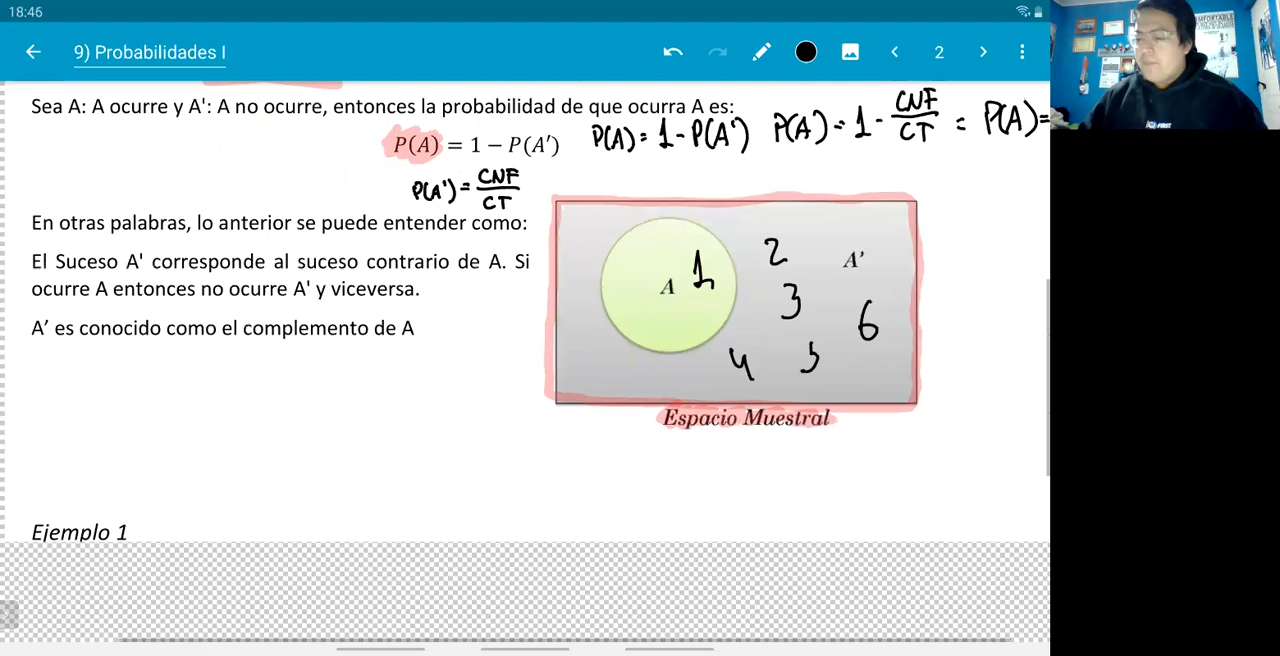 18:46
9) Probabilidades I
2
Sea A: A ocurre y A': A no ocurre, entonces la probabilidad de que ocurra A es:
P(A) = 1 − P(A')
P(A) = 1 - P(A') P(A) = 1 - CNF/CT = P(A) =
P(A') = CNF/CT
En otras palabras, lo anterior se puede entender como:
El Suceso A' corresponde al suceso contrario de A. Si
ocurre A entonces no ocurre A' y viceversa.
A’ es conocido como el complemento de A
A 1 2 A’
3 6
4 5
Espacio Muestral
Ejemplo 1